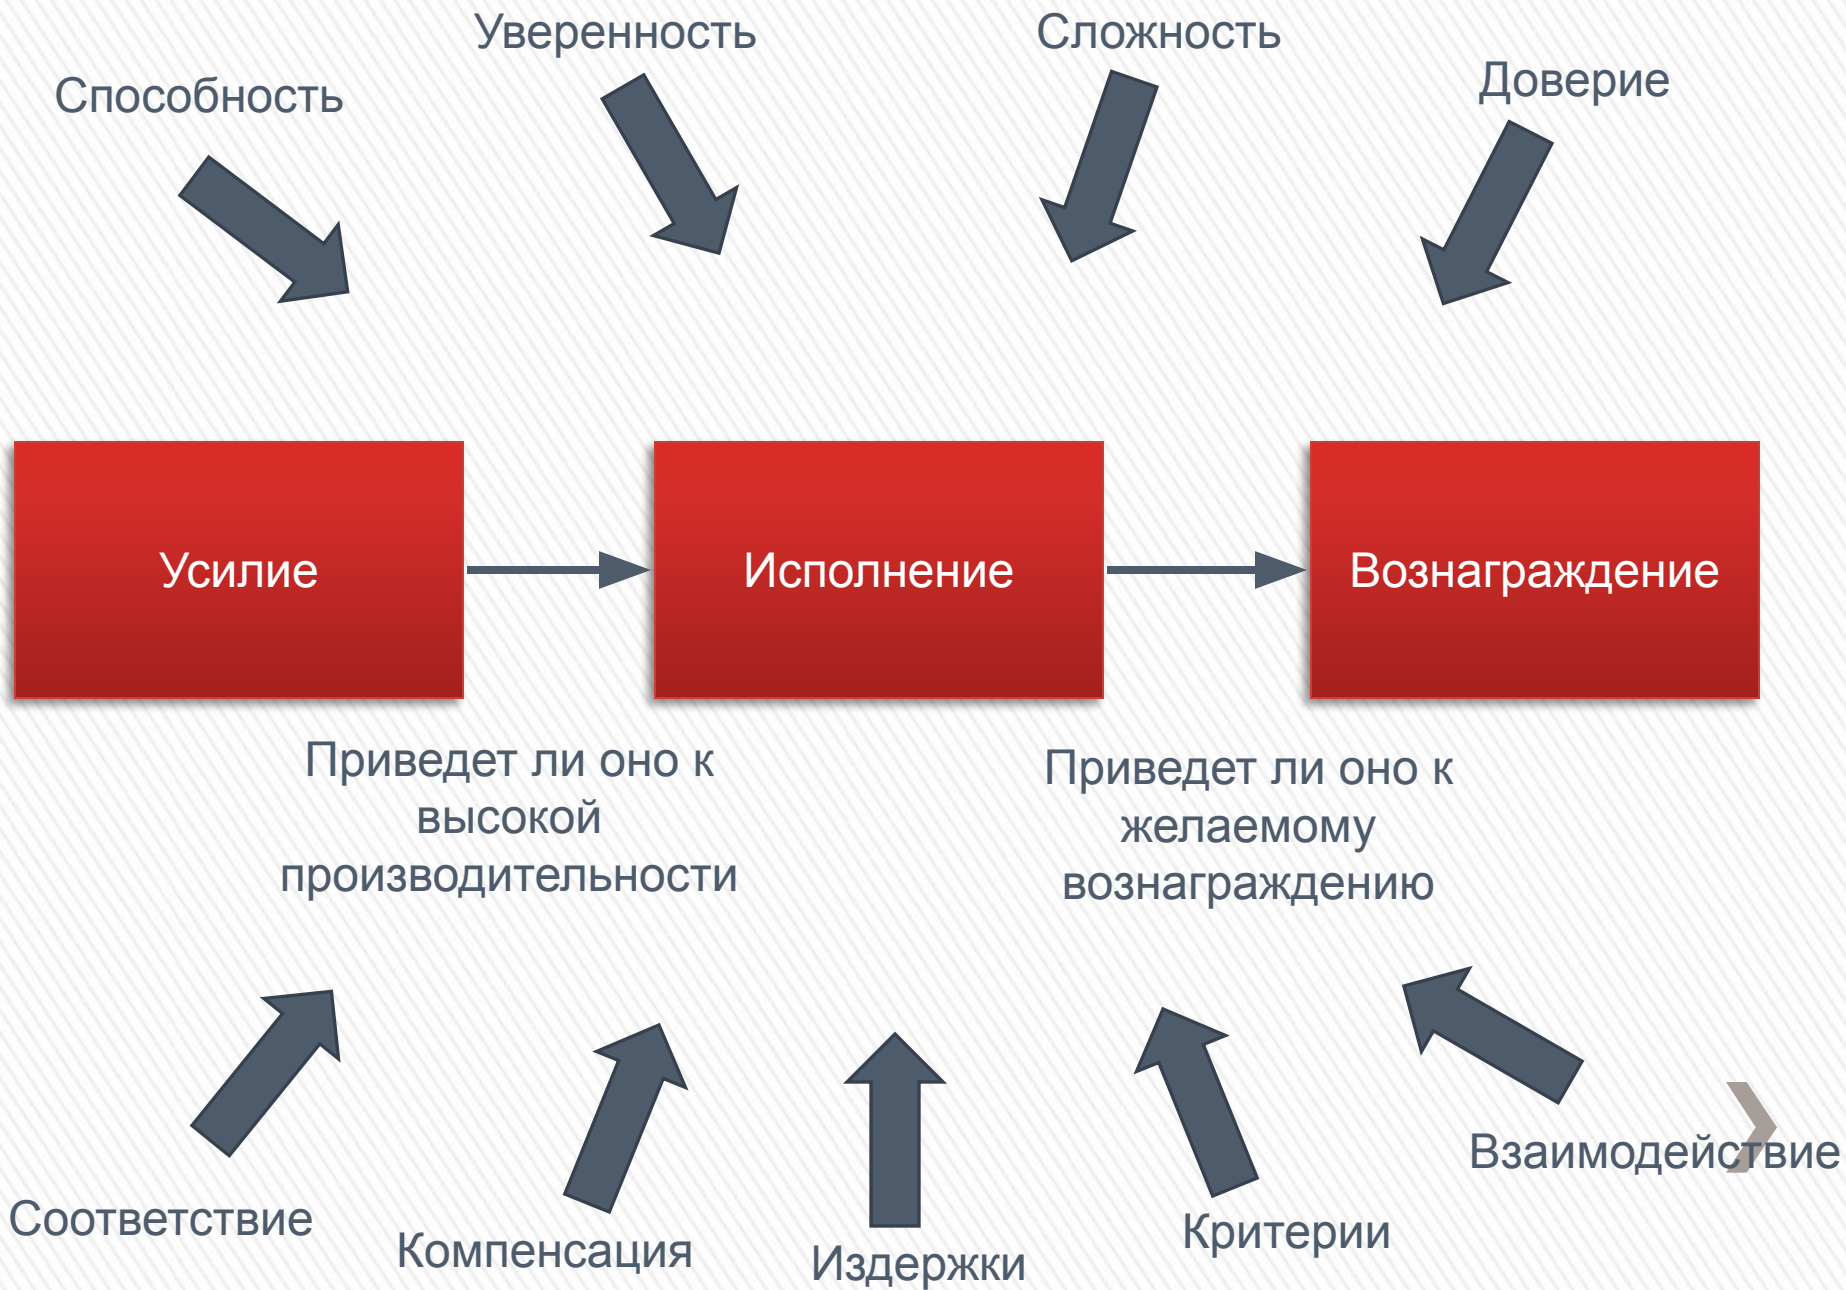 Уверенность
Сложность
Способность
Доверие
Усилие
Исполнение
Вознаграждение
Приведет ли оно к
высокой
производительности
Приведет ли оно к
желаемому
вознаграждению
Взаимодействие
Соответствие
Компенсация
Издержки
Критерии